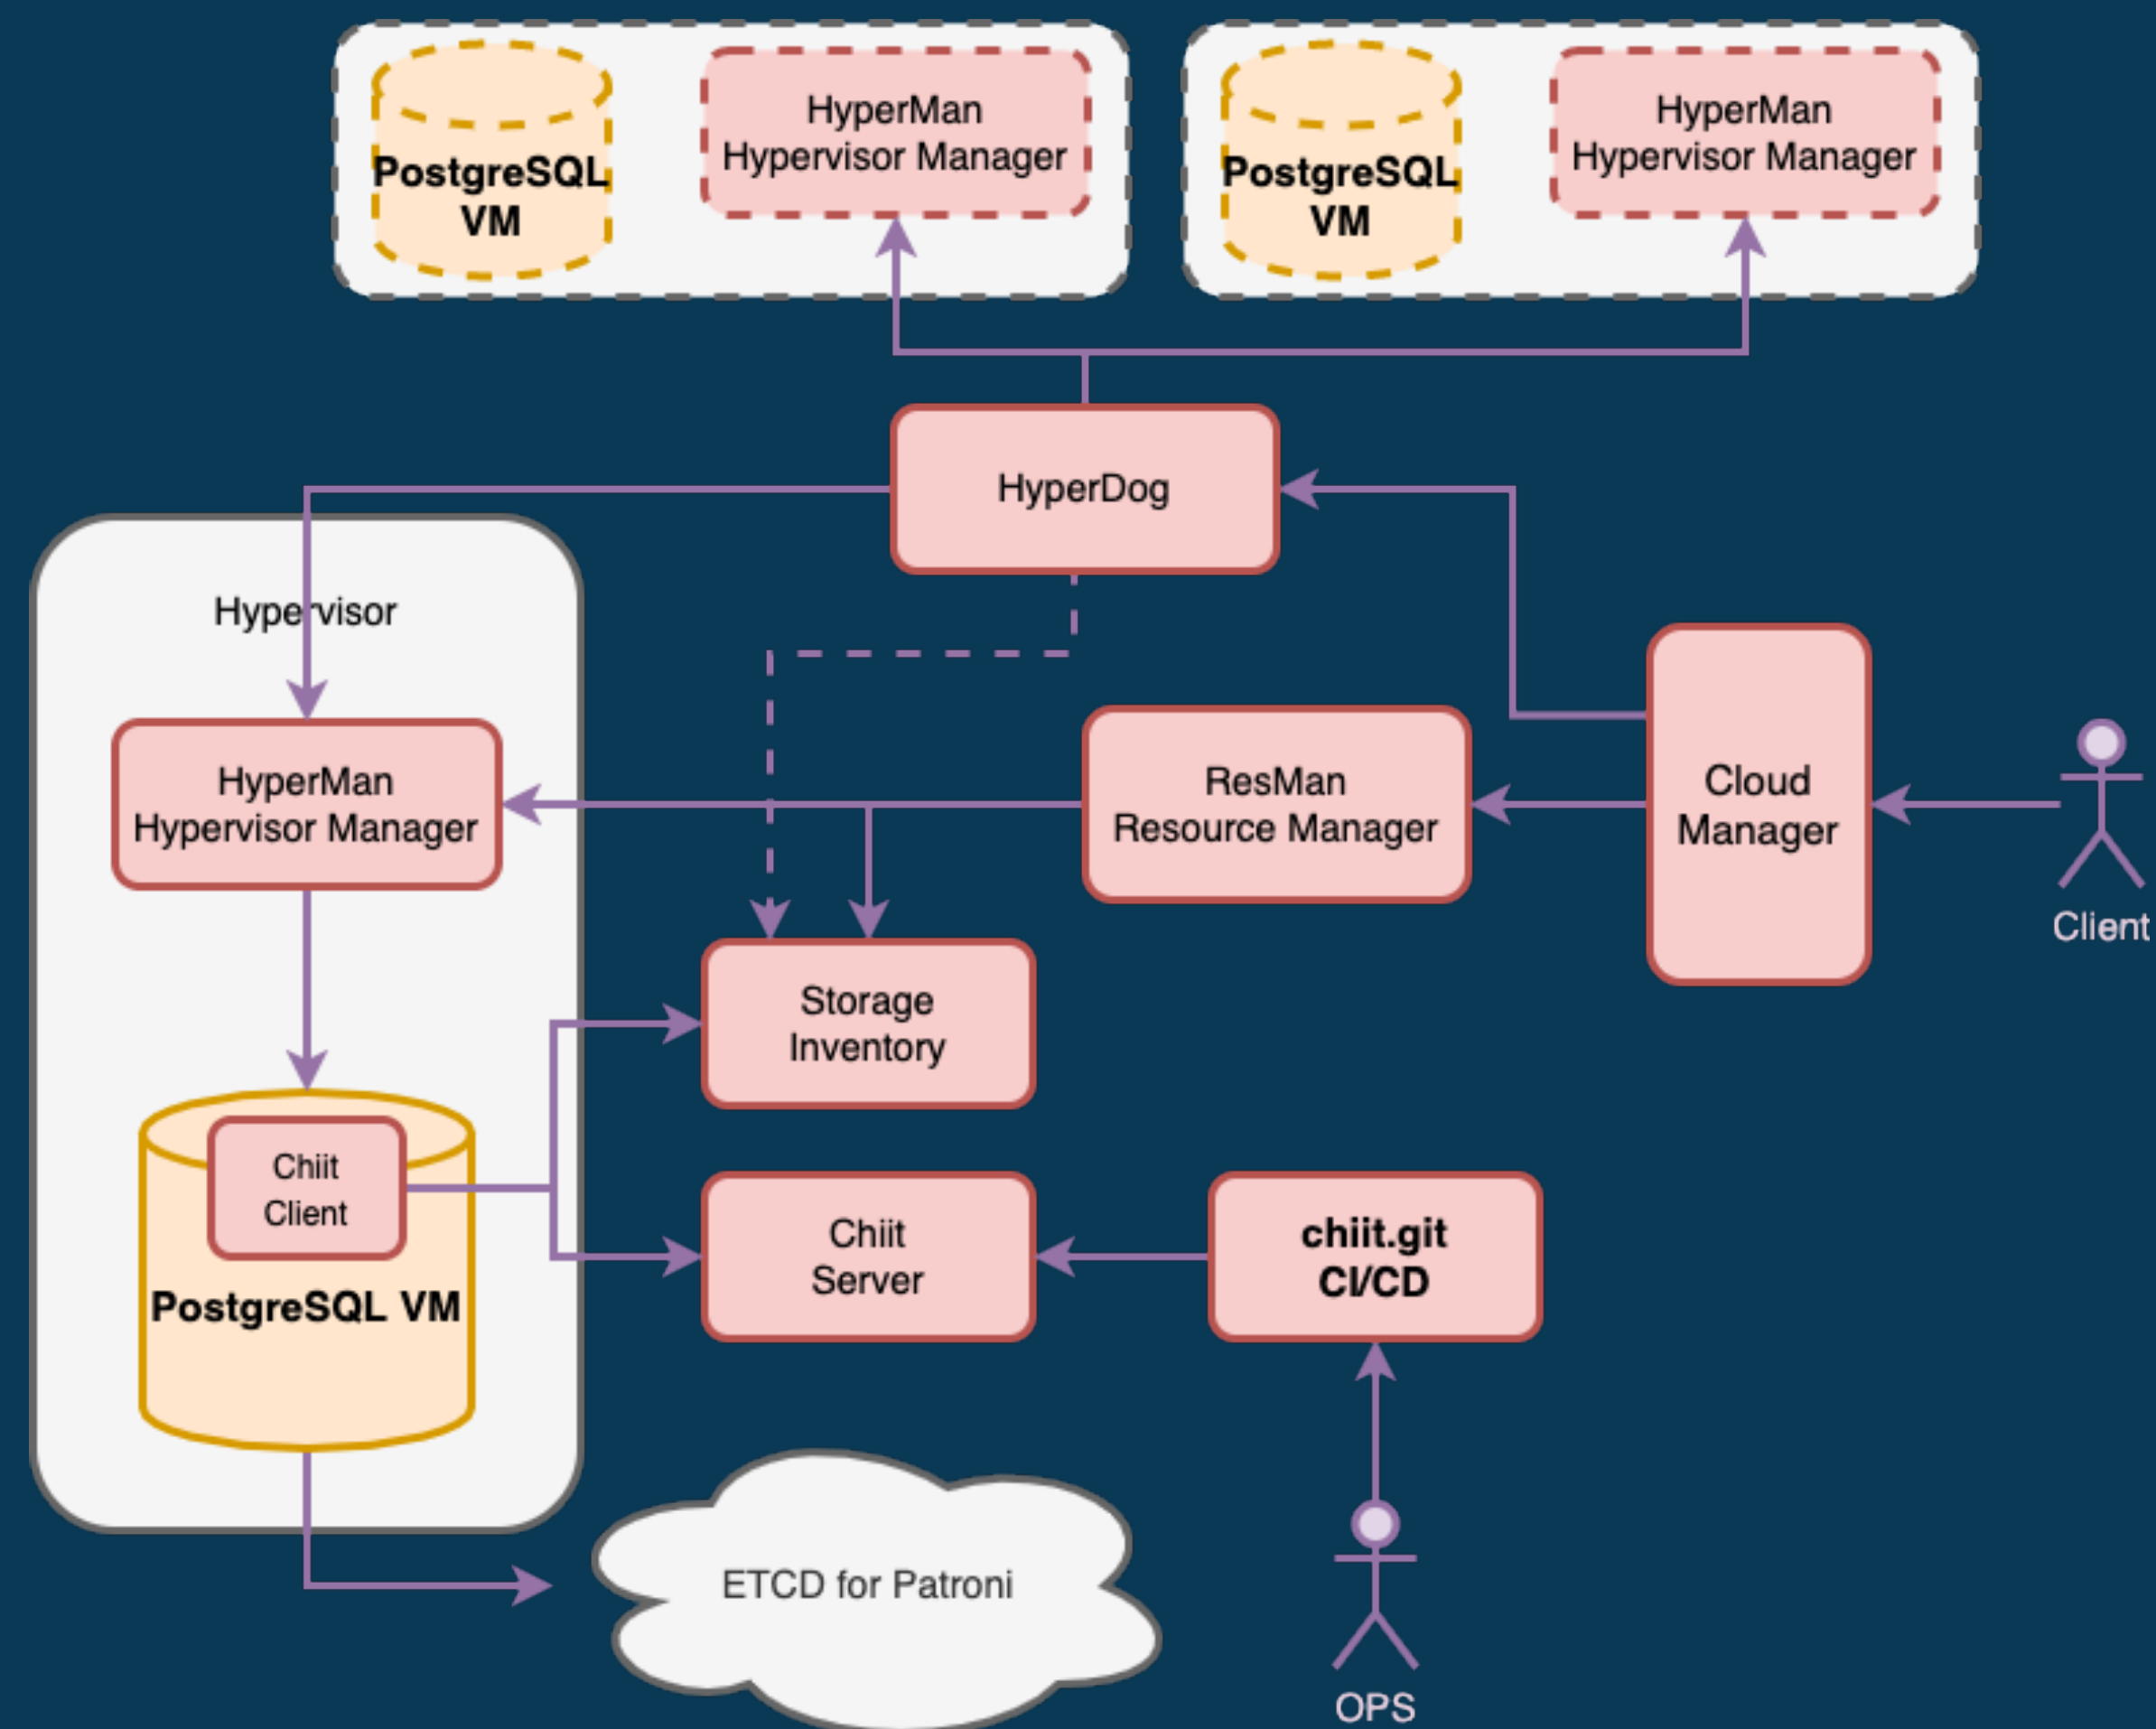 PostgreSQL
VM
HyperMan
Hypervisor Manager
PostgreSQL
VM
HyperMan
Hypervisor Manager
HyperDog
Hypervisor
HyperMan
Hypervisor Manager
ResMan
Resource Manager
Cloud
Manager
Client
Storage
Inventory
Chiit
Client
PostgreSQL VM
Chiit
Server
chiit.git
CI/CD
ETCD for Patroni
OPS